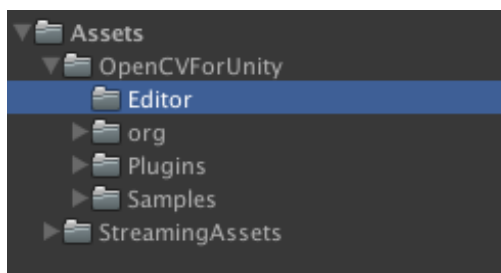 Assets
OpenCVForUnity
Editor
org
Plugins
Samples
StreamingAssets